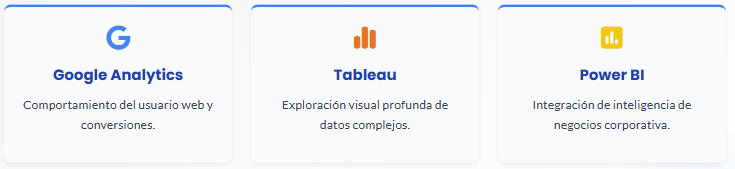 Google Analytics
Comportamiento del usuario web y
conversiones.
Tableau
Exploración visual profunda de
datos complejos.
Power BI
Integración de inteligencia de
negocios corporativa.